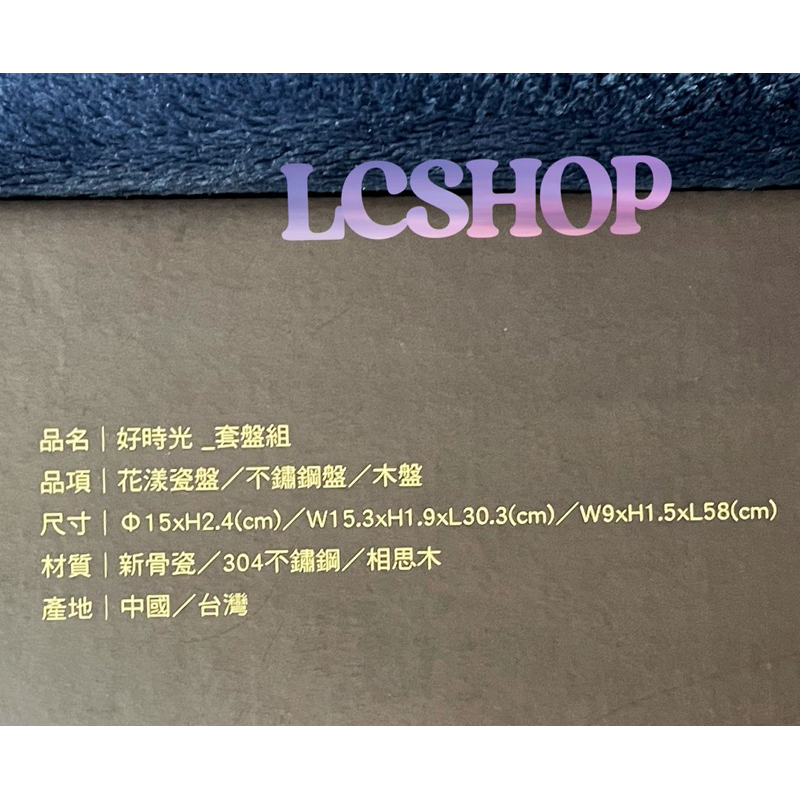 LCSHOP
品名｜好時光 _套盤組
品項｜花漾瓷盤／不鏽鋼盤／木盤
尺寸｜Φ15xH2.4(cm)／W15.3xH1.9xL30.3(cm)／W9xH1.5xL58(cm)
材質｜新骨瓷／304不鏽鋼／相思木
產地｜中國／台灣